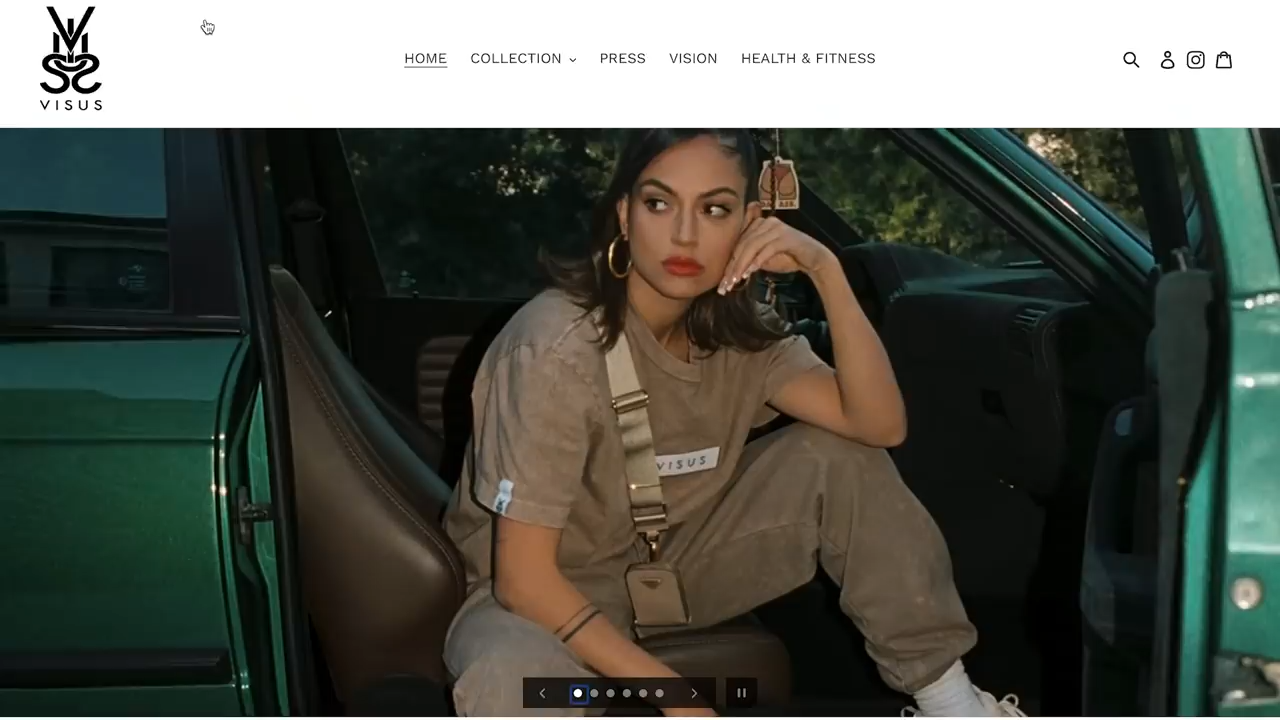 VISUS
HOME
COLLECTION
PRESS
VISION
HEALTH & FITNESS
VISUS